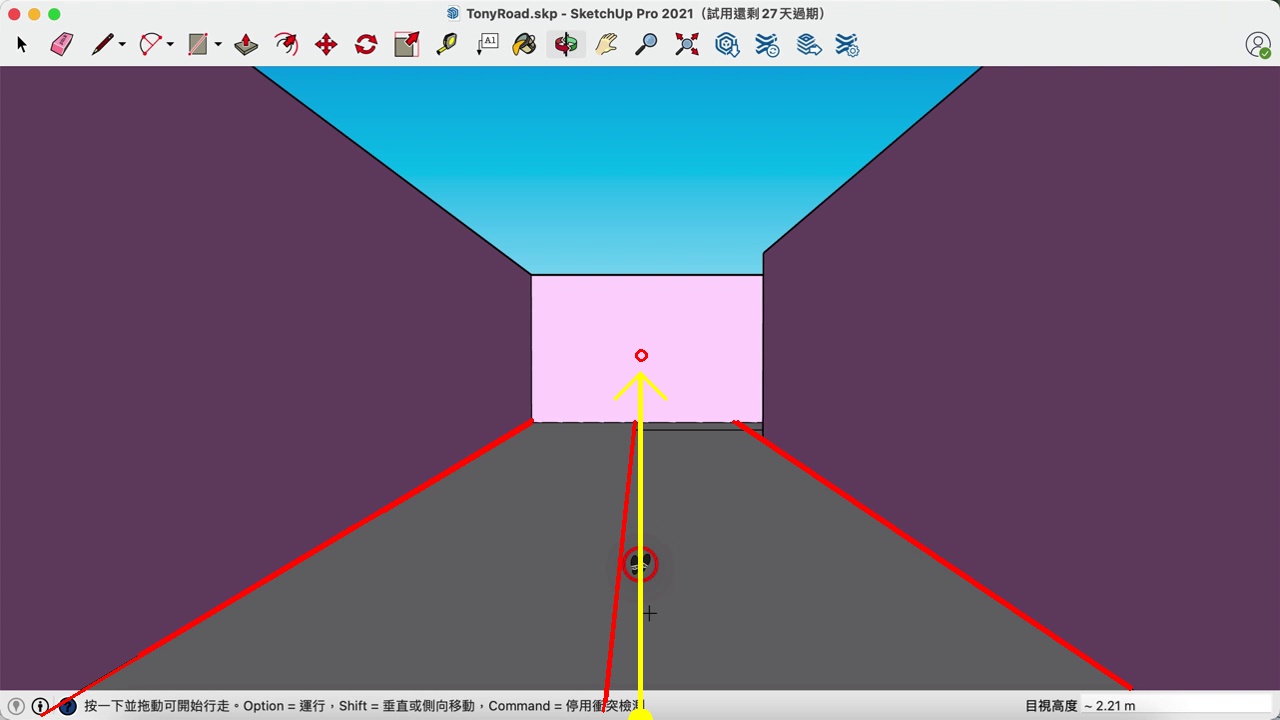 TonyRoad.skp - SketchUp Pro 2021（試用還剩 27 天過期）
A1
按一下並拖動可開始行走。Option = 運行，Shift = 垂直或側向移動，Command = 停用衝突檢測
目視高度 ~ 2.21 m